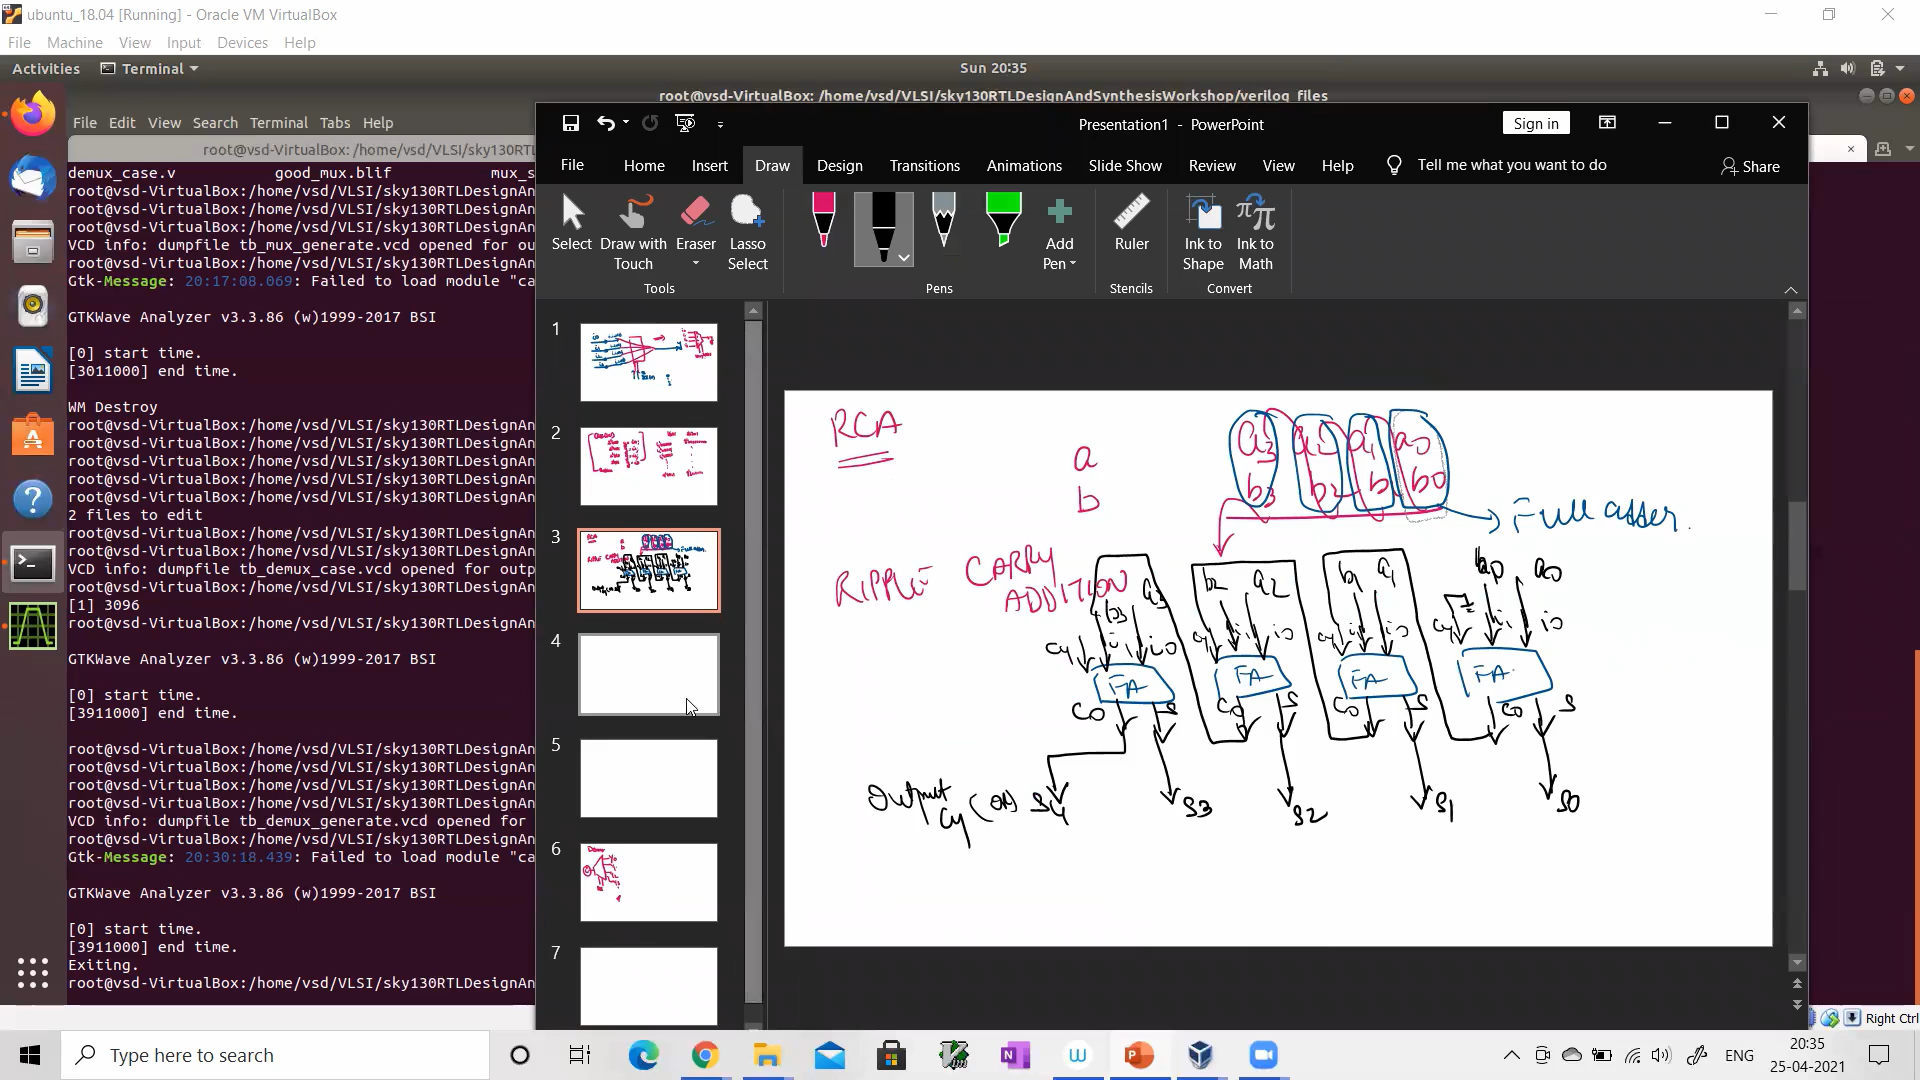 ubuntu_18.04 [Running] - Oracle VM VirtualBox
File Machine View Input Devices Help
Activities Terminal Sun 20:35
root@vsd-VirtualBox: /home/vsd/VLSI/sky130RTLDesignAndSynthesisWorkshop/verilog_files
File Edit View Search Terminal Tabs Help
root@vsd-VirtualBox: /home/vsd/VLSI/sky130RTL
demux_case.v good_mux.blif mux_s
root@vsd-VirtualBox:/home/vsd/VLSI/sky130RTLDesignAn
root@vsd-VirtualBox:/home/vsd/VLSI/sky130RTLDesignAn
root@vsd-VirtualBox:/home/vsd/VLSI/sky130RTLDesignAn
VCD info: dumpfile tb_mux_generate.vcd opened for ou
root@vsd-VirtualBox:/home/vsd/VLSI/sky130RTLDesignAn
Gtk-Message: 20:17:08.069: Failed to load module "ca
GTKWave Analyzer v3.3.86 (w)1999-2017 BSI
[0] start time.
[3011000] end time.
WM Destroy
root@vsd-VirtualBox:/home/vsd/VLSI/sky130RTLDesignAn
root@vsd-VirtualBox:/home/vsd/VLSI/sky130RTLDesignAn
root@vsd-VirtualBox:/home/vsd/VLSI/sky130RTLDesignAn
root@vsd-VirtualBox:/home/vsd/VLSI/sky130RTLDesignAn
root@vsd-VirtualBox:/home/vsd/VLSI/sky130RTLDesignAn
2 files to edit
root@vsd-VirtualBox:/home/vsd/VLSI/sky130RTLDesignAn
root@vsd-VirtualBox:/home/vsd/VLSI/sky130RTLDesignAn
VCD info: dumpfile tb_demux_case.vcd opened for outp
root@vsd-VirtualBox:/home/vsd/VLSI/sky130RTLDesignAn
[1] 3096
root@vsd-VirtualBox:/home/vsd/VLSI/sky130RTLDesignAn
GTKWave Analyzer v3.3.86 (w)1999-2017 BSI
[0] start time.
[3911000] end time.
root@vsd-VirtualBox:/home/vsd/VLSI/sky130RTLDesignAn
root@vsd-VirtualBox:/home/vsd/VLSI/sky130RTLDesignAn
root@vsd-VirtualBox:/home/vsd/VLSI/sky130RTLDesignAn
root@vsd-VirtualBox:/home/vsd/VLSI/sky130RTLDesignAn
VCD info: dumpfile tb_demux_generate.vcd opened for
root@vsd-VirtualBox:/home/vsd/VLSI/sky130RTLDesignAn
Gtk-Message: 20:30:18.439: Failed to load module "ca
GTKWave Analyzer v3.3.86 (w)1999-2017 BSI
[0] start time.
[3911000] end time.
Exiting.
root@vsd-VirtualBox:/home/vsd/VLSI/sky130RTLDesignAn
Presentation1 - PowerPoint Sign in
File Home Insert Draw Design Transitions Animations Slide Show Review View Help Tell me what you want to do Share
Select Draw with Touch Eraser Lasso Select Add Pen Ruler Ink to Shape Ink to Math
Tools Pens Stencils Convert
1
2
3
4
5
6
7
RCA
a a3 a2 a1 a0
b b3 b2 b1 b0
Full adder.
RIPPLE CARRY
ADDITION
b3 a3 b2 a2 b1 a1 b0 a0
cy i1 i0 cy i1 i0 cy i1 i0 cy i1 i0
FA FA FA FA
co s co s co s co s
Output
cy (or) s4 s3 s2 s1 s0
Right Ctrl
Type here to search
ENG
20:35
25-04-2021